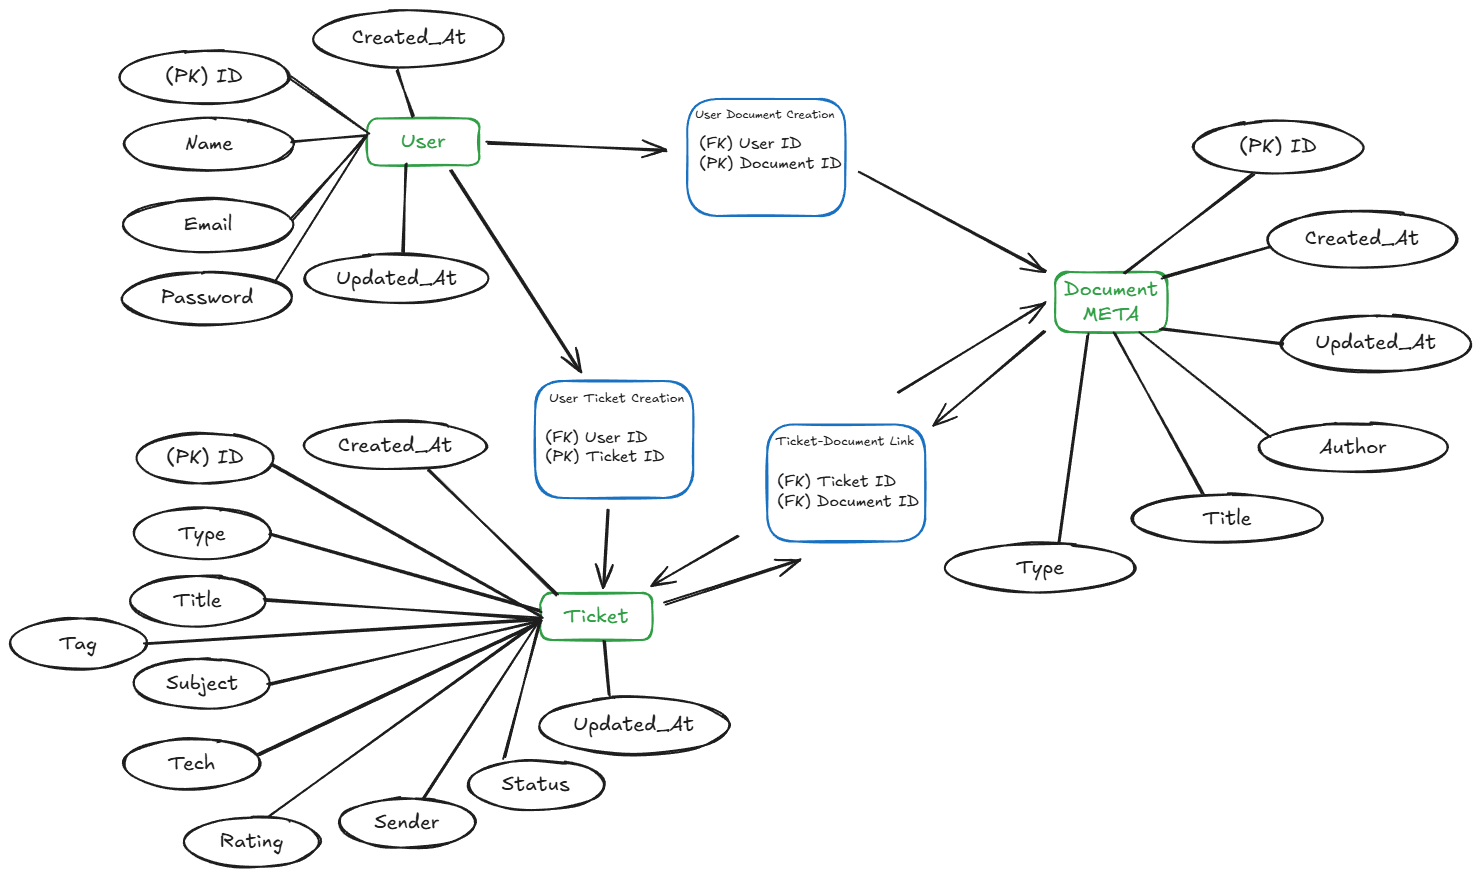 Created_At
(PK) ID
Name
Email
Password
User
Updated_At
User Document Creation
(FK) User ID
(PK) Document ID
(PK) ID
Created_At
Document
META
Updated_At
Author
Title
Type
User Ticket Creation
(FK) User ID
(PK) Ticket ID
Ticket-Document Link
(FK) Ticket ID
(FK) Document ID
Created_At
(PK) ID
Type
Title
Tag
Subject
Tech
Rating
Sender
Status
Ticket
Updated_At